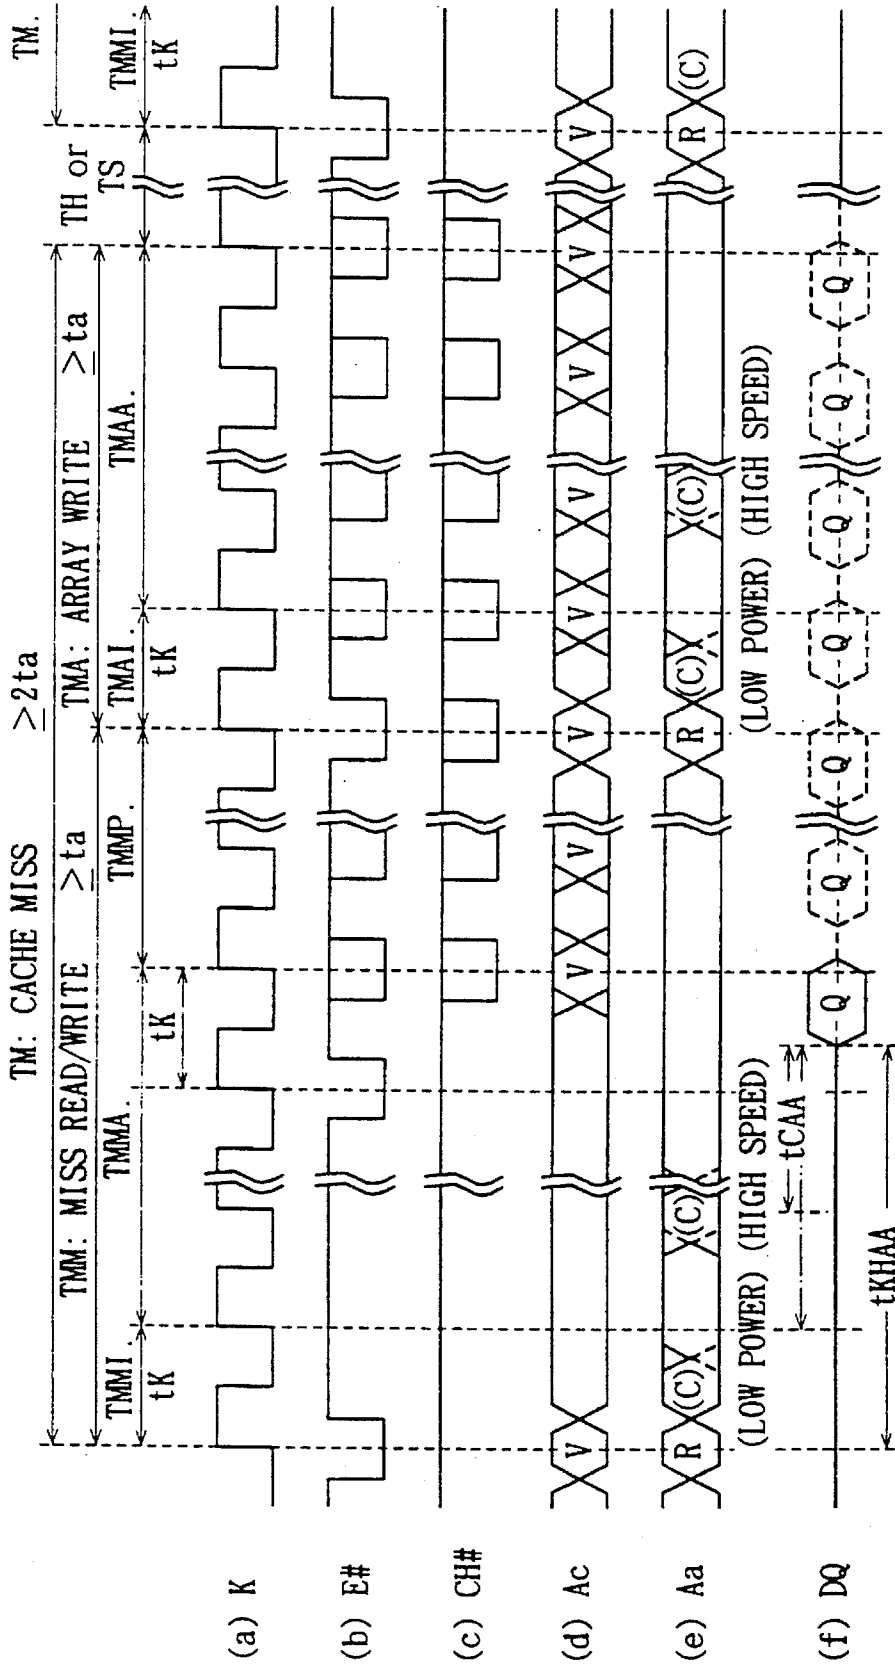 TM: CACHE MISS ≥2ta
TM.
TMM: MISS READ/WRITE ≥ta
TMA: ARRAY WRITE ≥ta
TH or
TS
TMMI.
tK
TMMA.
tK
TMMP.
TMAI.
tK
TMAA.
TMMI.
tK
(a) K
(b) E#
(c) CH#
(d) Ac
V V V V V V V V V
(e) Aa
R (C) (C) R (C) (C) R (C)
(LOW POWER) (HIGH SPEED)
(LOW POWER) (HIGH SPEED)
tCAA
tKHAA
(f) DQ
Q Q Q Q Q Q Q